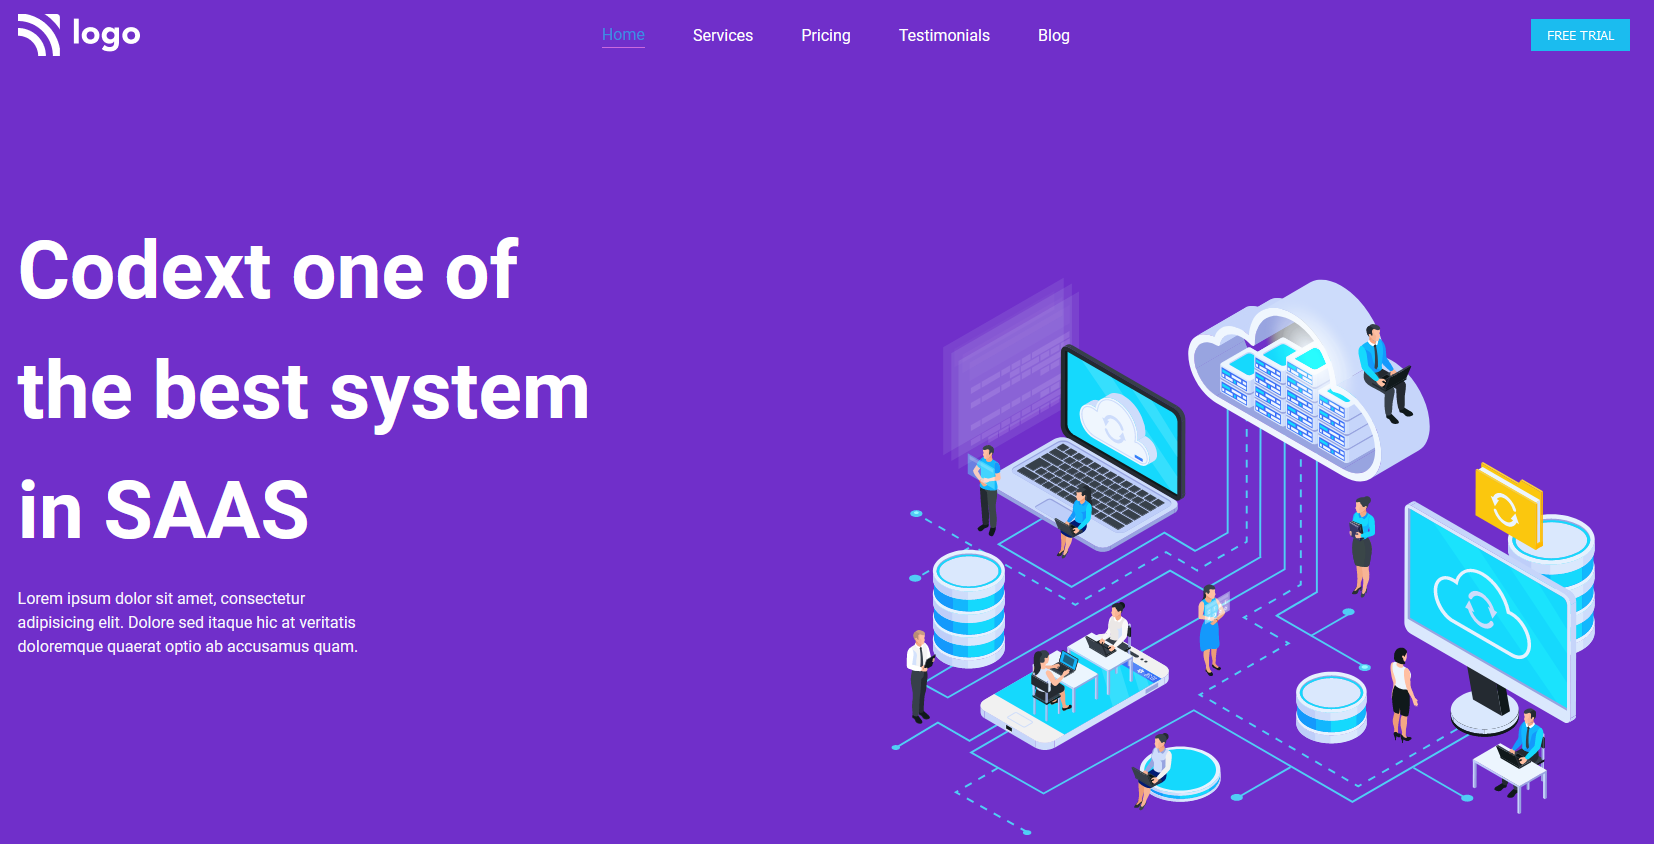 logo
Home Services Pricing Testimonials Blog
FREE TRIAL
Codext one of
the best system
in SAAS
Lorem ipsum dolor sit amet, consectetur
adipisicing elit. Dolore sed itaque hic at veritatis
doloremque quaerat optio ab accusamus quam.